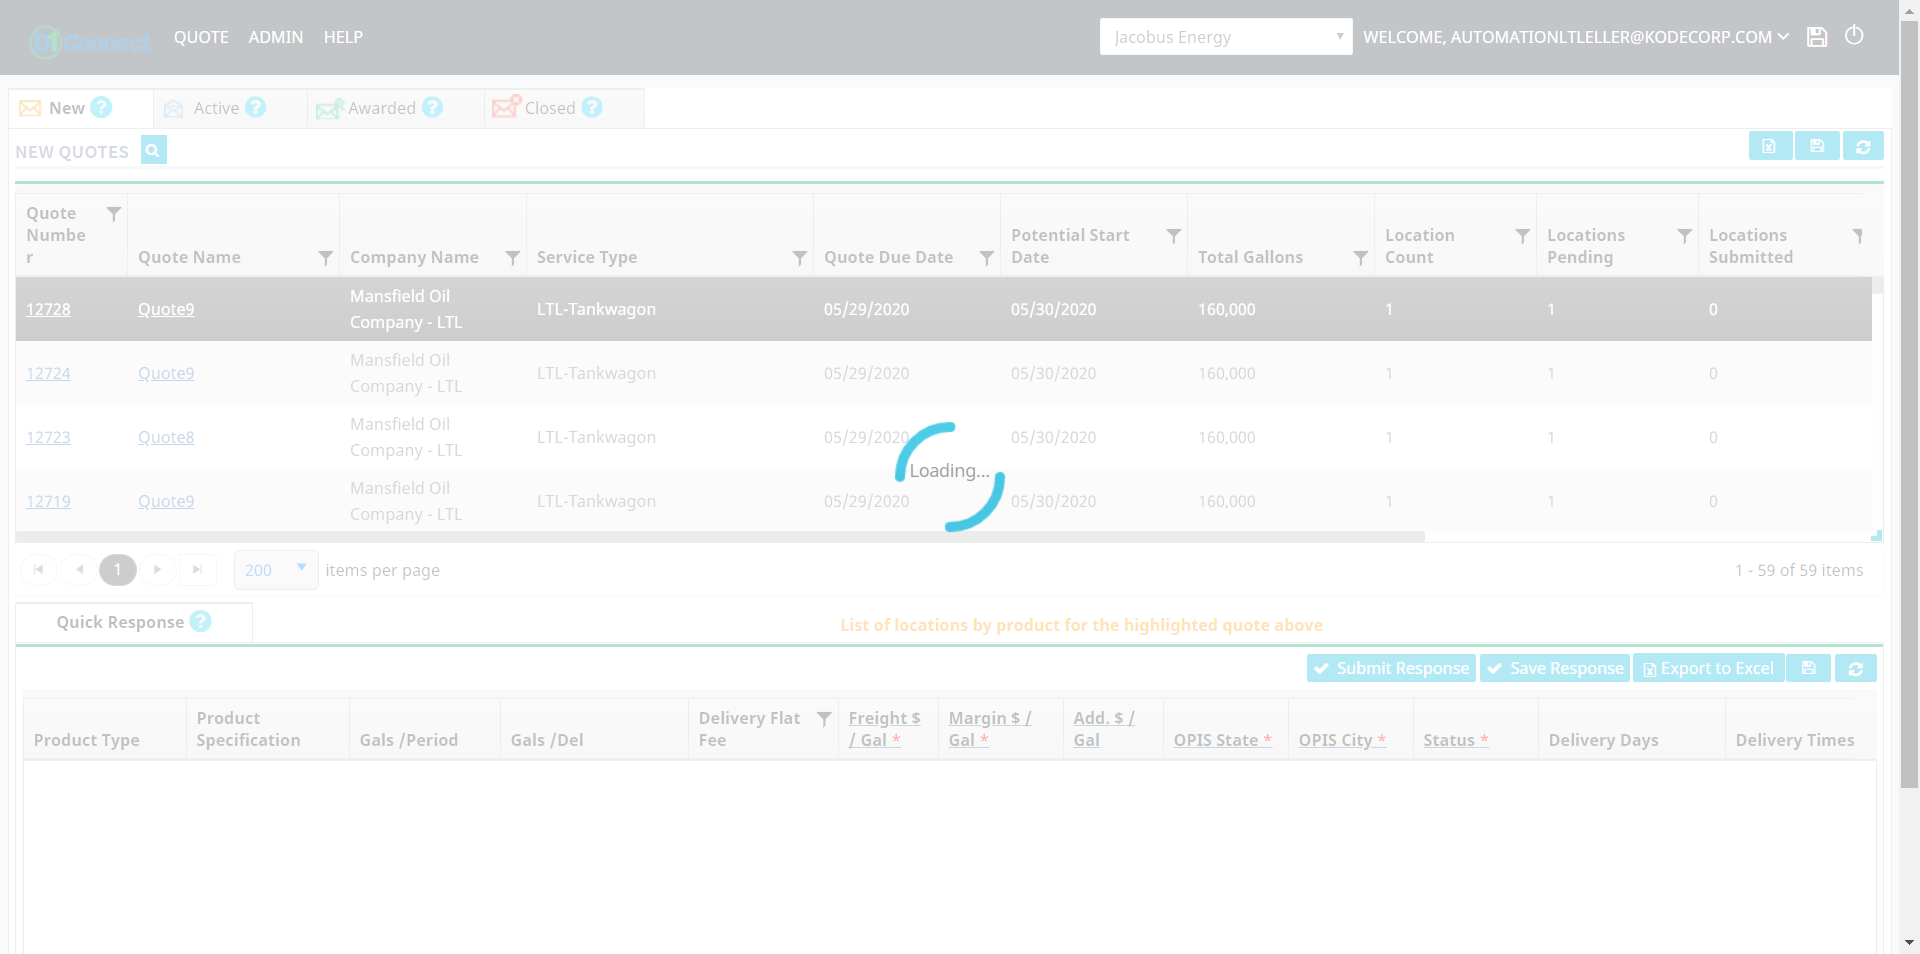 D1Connect QUOTE ADMIN HELP Jacobus Energy WELCOME, AUTOMATIONLTLELLER@KODECORP.COM
New ? Active ? Awarded ? Closed ?
NEW QUOTES
Quote Numbe r Quote Name Company Name Service Type Quote Due Date Potential Start Date Total Gallons Location Count Locations Pending Locations Submitted
12728 Quote9 Mansfield Oil Company - LTL LTL-Tankwagon 05/29/2020 05/30/2020 160,000 1 1 0
12724 Quote9 Mansfield Oil Company - LTL LTL-Tankwagon 05/29/2020 05/30/2020 160,000 1 1 0
12723 Quote8 Mansfield Oil Company - LTL LTL-Tankwagon 05/29/2020 05/30/2020 160,000 1 1 0
Loading...
12719 Quote9 Mansfield Oil Company - LTL LTL-Tankwagon 05/29/2020 05/30/2020 160,000 1 1 0
1 200 items per page 1 - 59 of 59 items
Quick Response ? List of locations by product for the highlighted quote above
Submit Response Save Response Export to Excel
Product Type Product Specification Gals /Period Gals /Del Delivery Flat Fee Freight $ / Gal * Margin $ / Gal * Add. $ / Gal OPIS State * OPIS City * Status * Delivery Days Delivery Times